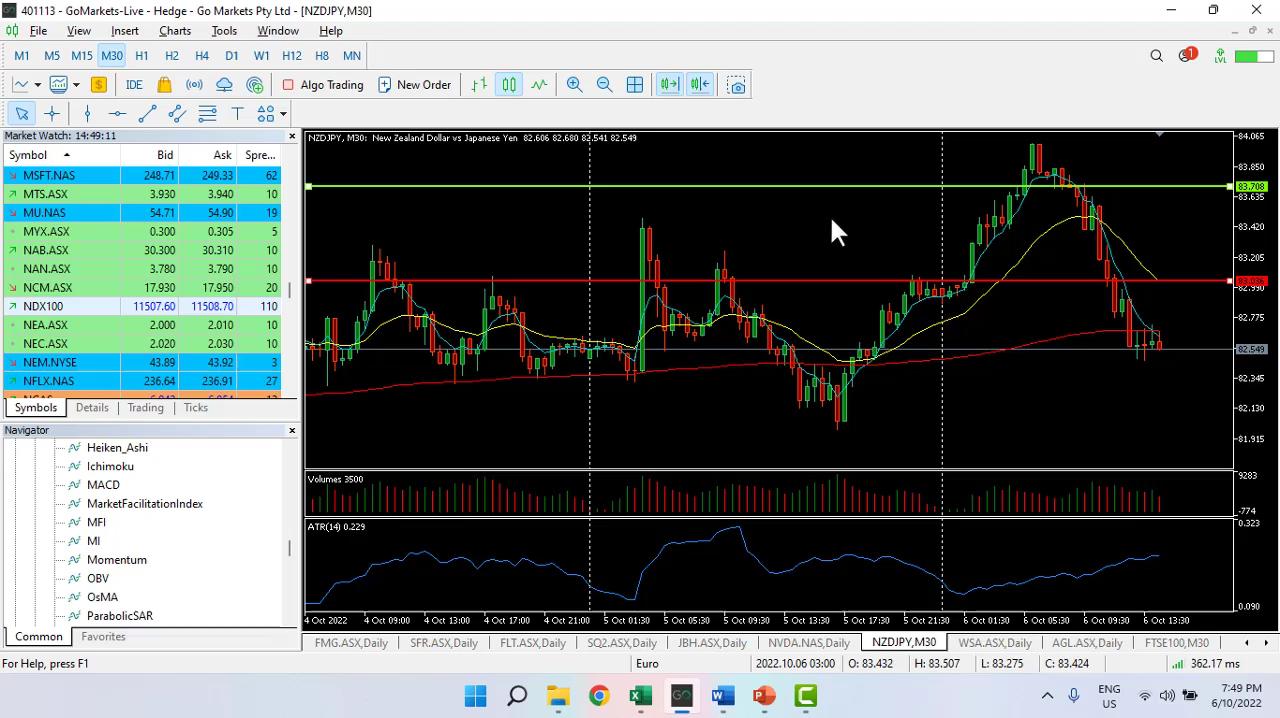 401113 - GoMarkets-Live - Hedge - Go Markets Pty Ltd - [NZDJPY,M30]
File View Insert Charts Tools Window Help
M1 M5 M15 M30 H1 H2 H4 D1 W1 H12 H8 MN
1 LVL
IDE Algo Trading New Order
Market Watch: 14:49:11
Symbol Bid Ask Spre...
MSFT.NAS 248.71 249.33 62
MTS.ASX 3.930 3.940 10
MU.NAS 54.71 54.90 19
MYX.ASX 0.300 0.305 5
NAB.ASX 30.300 30.310 10
NAN.ASX 3.780 3.790 10
NCM.ASX 17.930 17.950 20
NDX100 11507.60 11508.70 110
NEA.ASX 2.000 2.010 10
NEC.ASX 2.020 2.030 10
NEM.NYSE 43.89 43.92 3
NFLX.NAS 236.64 236.91 27
Symbols Details Trading Ticks
Navigator
Heiken_Ashi
Ichimoku
MACD
MarketFacilitationIndex
MFI
MI
Momentum
OBV
OsMA
ParabolicSAR
Common Favorites
NZDJPY, M30: New Zealand Dollar vs Japanese Yen 82.606 82.680 82.541 82.549
84.065
83.850
83.708
83.635
83.420
83.205
82.990
82.775
82.549
82.345
82.130
81.915
Volumes 3500
9283
-774
ATR(14) 0.229
0.323
0.090
4 Oct 2022 4 Oct 09:00 4 Oct 13:00 4 Oct 17:00 4 Oct 21:00 5 Oct 01:30 5 Oct 05:30 5 Oct 09:30 5 Oct 13:30 5 Oct 17:30 5 Oct 21:30 6 Oct 01:30 6 Oct 05:30 6 Oct 09:30 6 Oct 13:30
FMG.ASX,Daily SFR.ASX,Daily FLT.ASX,Daily SQ2.ASX,Daily JBH.ASX,Daily NVDA.NAS,Daily NZDJPY,M30 WSA.ASX,Daily AGL.ASX,Daily FTSE100,M30
For Help, press F1 Euro 2022.10.06 03:00 O: 83.432 H: 83.507 L: 83.275 C: 83.424 362.17 ms
GO
ENG
US
7:49 PM
6/10/2022